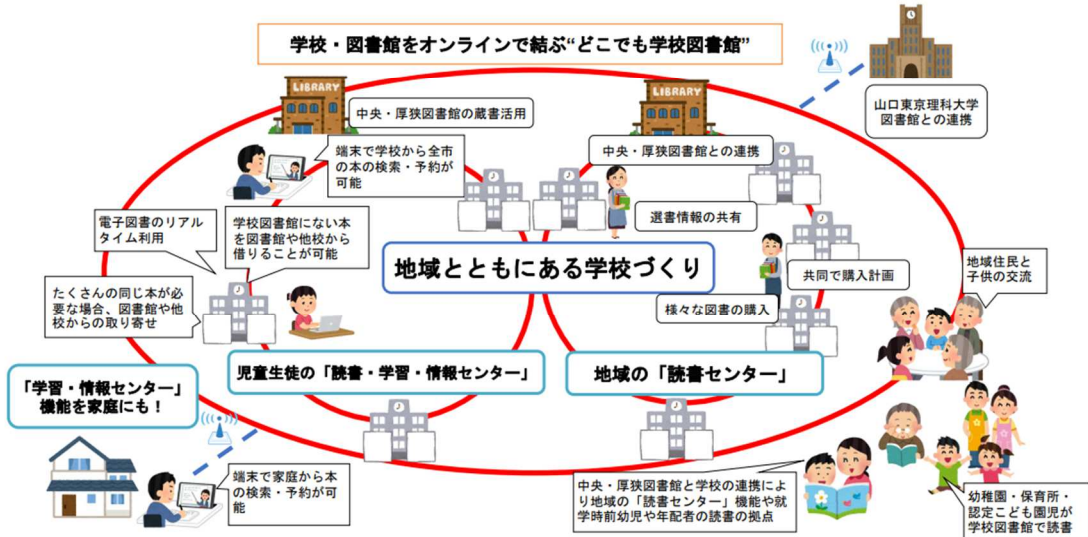 学校・図書館をオンラインで結ぶ“どこでも学校図書館”
LIBRARY
中央・厚狭図書館の蔵書活用
LIBRARY
山口東京理科大学
図書館との連携
端末で学校から全市
の本の検索・予約が
可能
中央・厚狭図書館との連携
選書情報の共有
電子図書のリアル
タイム利用
学校図書館にない本
を図書館や他校から
借りることが可能
地域とともにある学校づくり
共同で購入計画
地域住民と
子供の交流
たくさんの同じ本が必
要な場合、図書館や他
校からの取り寄せ
様々な図書の購入
「学習・情報センター」
機能を家庭にも！
児童生徒の「読書・学習・情報センター」
地域の「読書センター」
端末で家庭から本
の検索・予約が可
能
中央・厚狭図書館と学校の連携によ
り地域の「読書センター」機能や就
学時前幼児や年配者の読書の拠点
幼稚園・保育所・
認定こども園児が
学校図書館で読書